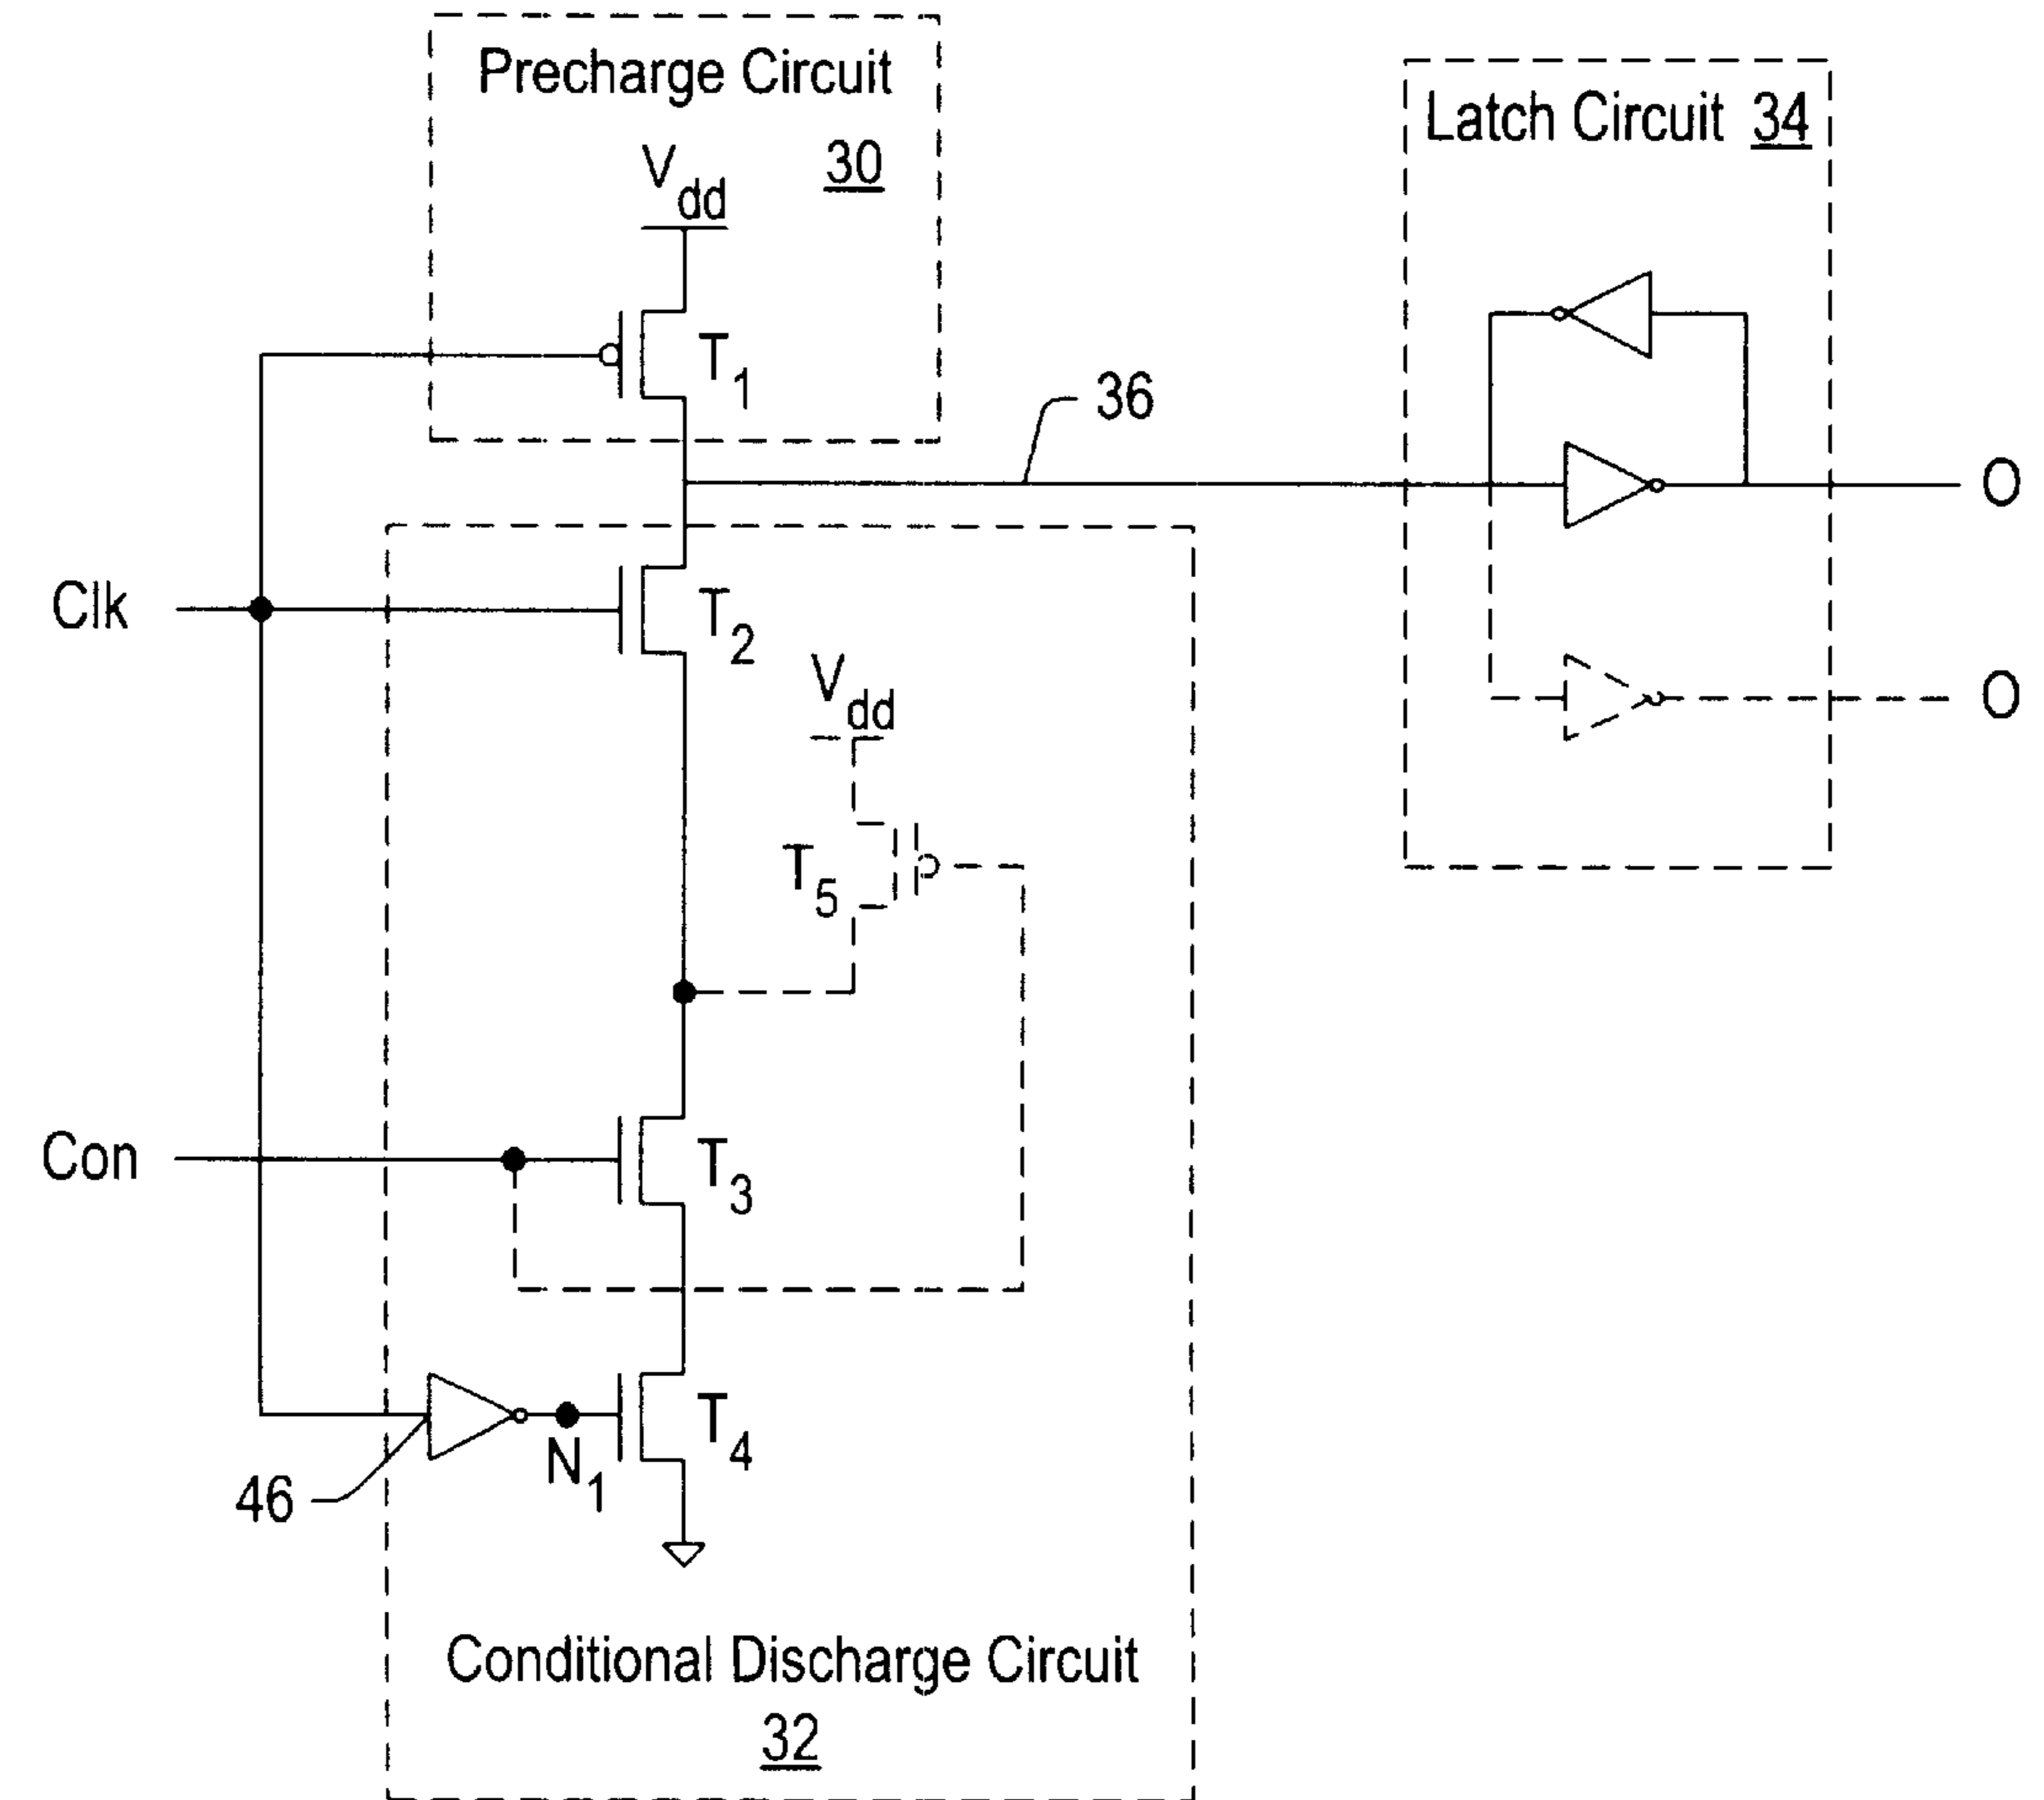 Precharge Circuit
30
Vdd
T1
Latch Circuit 34
36
O
Clk
T2
Vdd
O
T5
Con
T3
T4
N1
46
Conditional Discharge Circuit
32